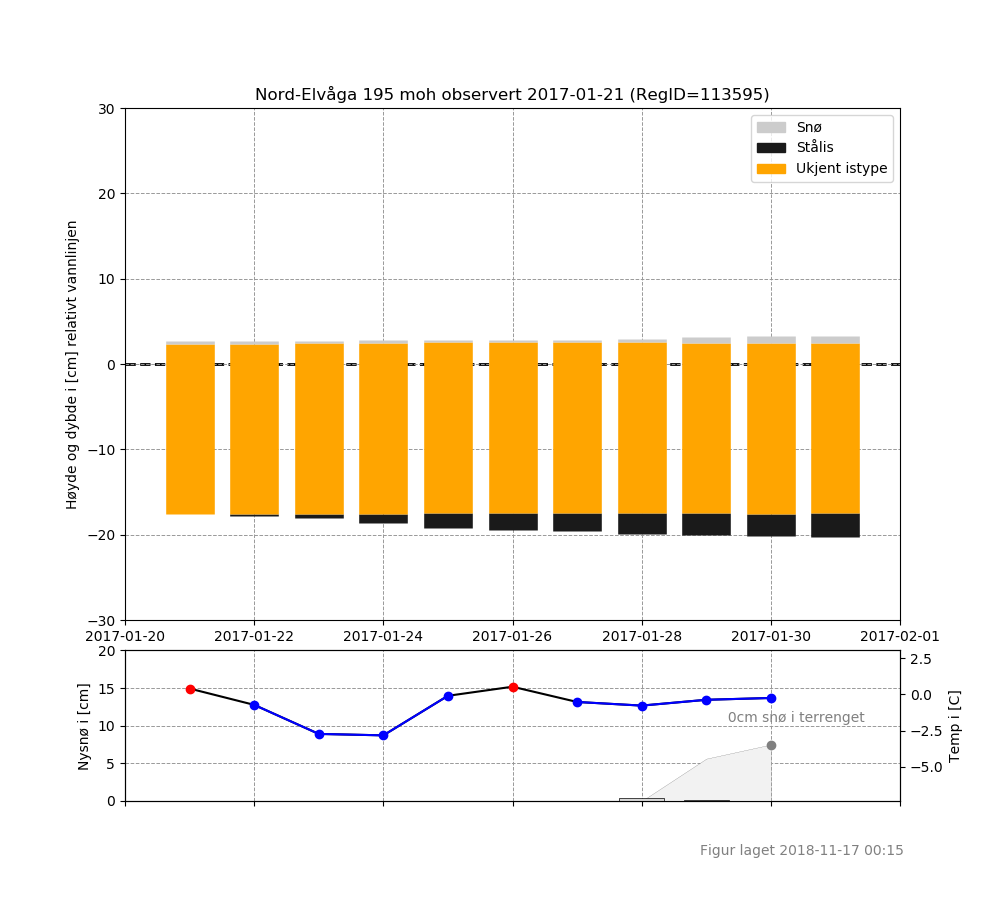 Nord-Elvåga 195 moh observert 2017-01-21 (RegID=113595)
Høyde og dybde i [cm] relativt vannlinjen
30
20
10
0
−10
−20
−30
Snø
Stålis
Ukjent istype
2017-01-20 2017-01-22 2017-01-24 2017-01-26 2017-01-28 2017-01-30 2017-02-01
Nysnø i [cm]
20
15
10
5
0
0cm snø i terrenget
2.5
0.0
−2.5
−5.0
Temp i [C]
Figur laget 2018-11-17 00:15